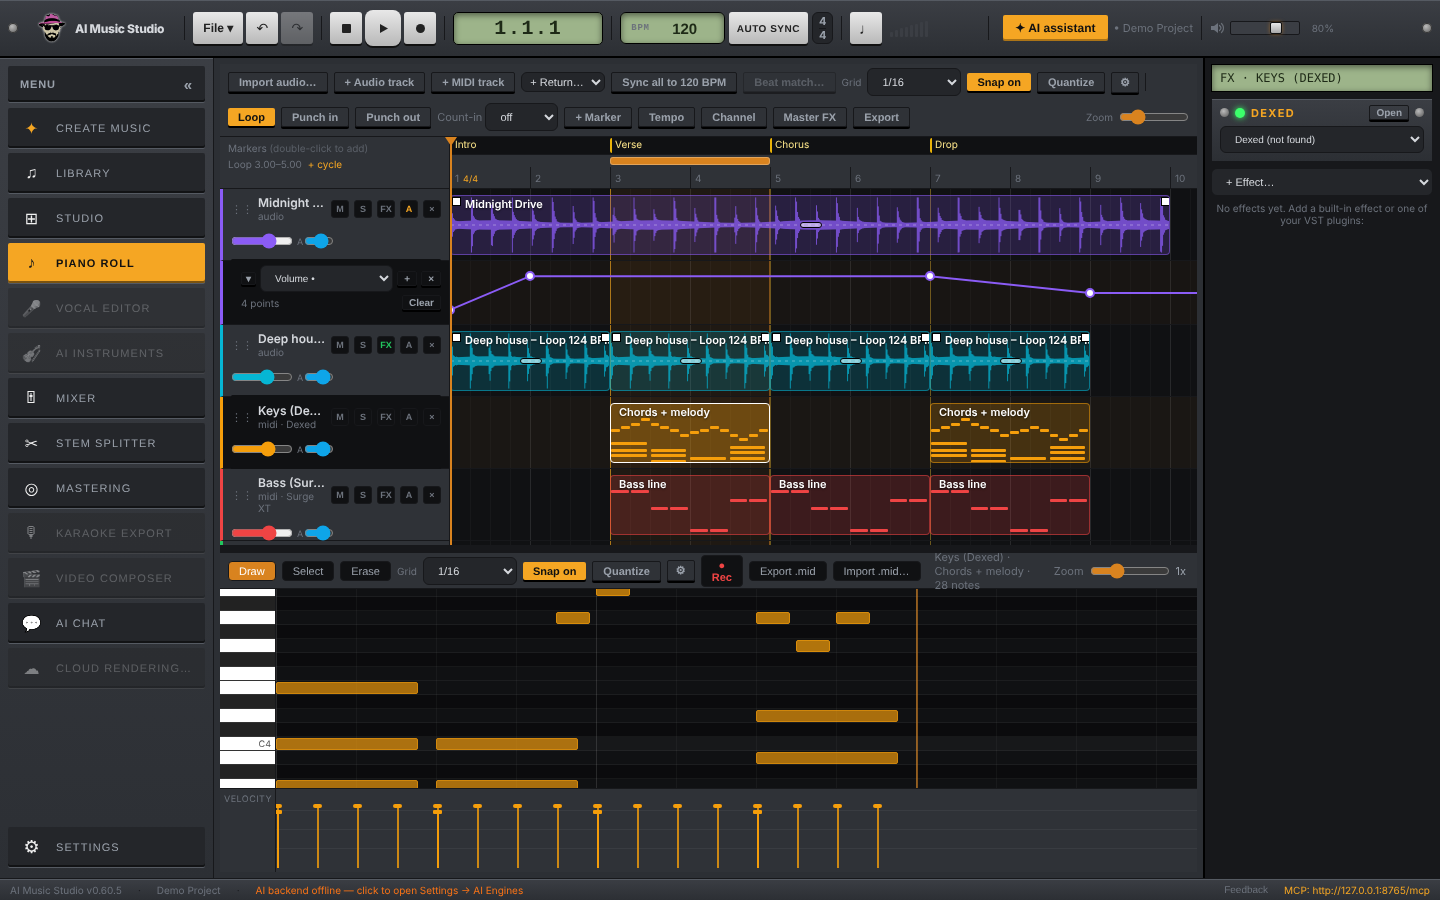 AI Music Studio
File ▾
1.1.1
BPM 120
AUTO SYNC
4
4
✦ AI assistant
• Demo Project
80%
MENU «
CREATE MUSIC
LIBRARY
STUDIO
PIANO ROLL
VOCAL EDITOR
AI INSTRUMENTS
MIXER
STEM SPLITTER
MASTERING
KARAOKE EXPORT
VIDEO COMPOSER
AI CHAT
CLOUD RENDERING...
SETTINGS
Import audio...
+ Audio track
+ MIDI track
+ Return...
Sync all to 120 BPM
Beat match...
Grid
1/16
Snap on
Quantize
Loop
Punch in
Punch out
Count-in
off
+ Marker
Tempo
Channel
Master FX
Export
Zoom
Markers (double-click to add)
Loop 3.00–5.00 + cycle
Intro
Verse
Chorus
Drop
1 4/4 2 3 4 5 6 7 8 9 10
Midnight ...
audio
M S FX A ×
A
Midnight Drive
▾ Volume • + ×
4 points
Clear
Deep hou...
audio
M S FX A ×
A
Deep house – Loop 124 BP
Deep house – Loop 124 BP
Deep house – Loop 124 BP
Deep house – Loop 124 BP
Keys (De...
midi · Dexed
M S FX A ×
A
Chords + melody
Chords + melody
Bass (Sur...
midi · Surge
XT
M S FX A ×
A
Bass line
Bass line
Bass line
Draw
Select
Erase
Grid
1/16
Snap on
Quantize
Rec
Export .mid
Import .mid...
Keys (Dexed) ·
Chords + melody ·
28 notes
Zoom
1x
C4
VELOCITY
FX · KEYS (DEXED)
DEXED
Open
Dexed (not found)
+ Effect...
No effects yet. Add a built-in effect or one of
your VST plugins:
AI Music Studio v0.60.5
Demo Project
AI backend offline — click to open Settings → AI Engines
Feedback
MCP: http://127.0.0.1:8765/mcp